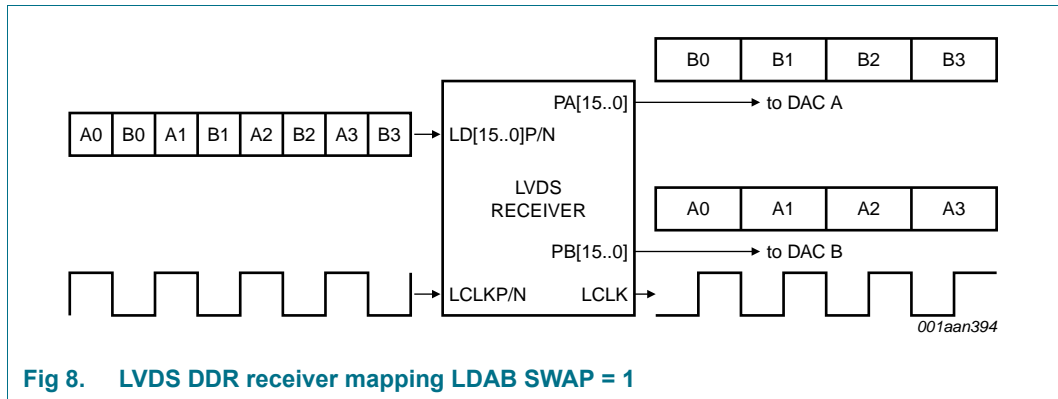 B0 B1 B2 B3
PA[15..0] to DAC A
A0 B0 A1 B1 A2 B2 A3 B3 LD[15..0]P/N
LVDS
RECEIVER
A0 A1 A2 A3
PB[15..0] to DAC B
LCLKP/N LCLK
001aan394
Fig 8. LVDS DDR receiver mapping LDAB SWAP = 1